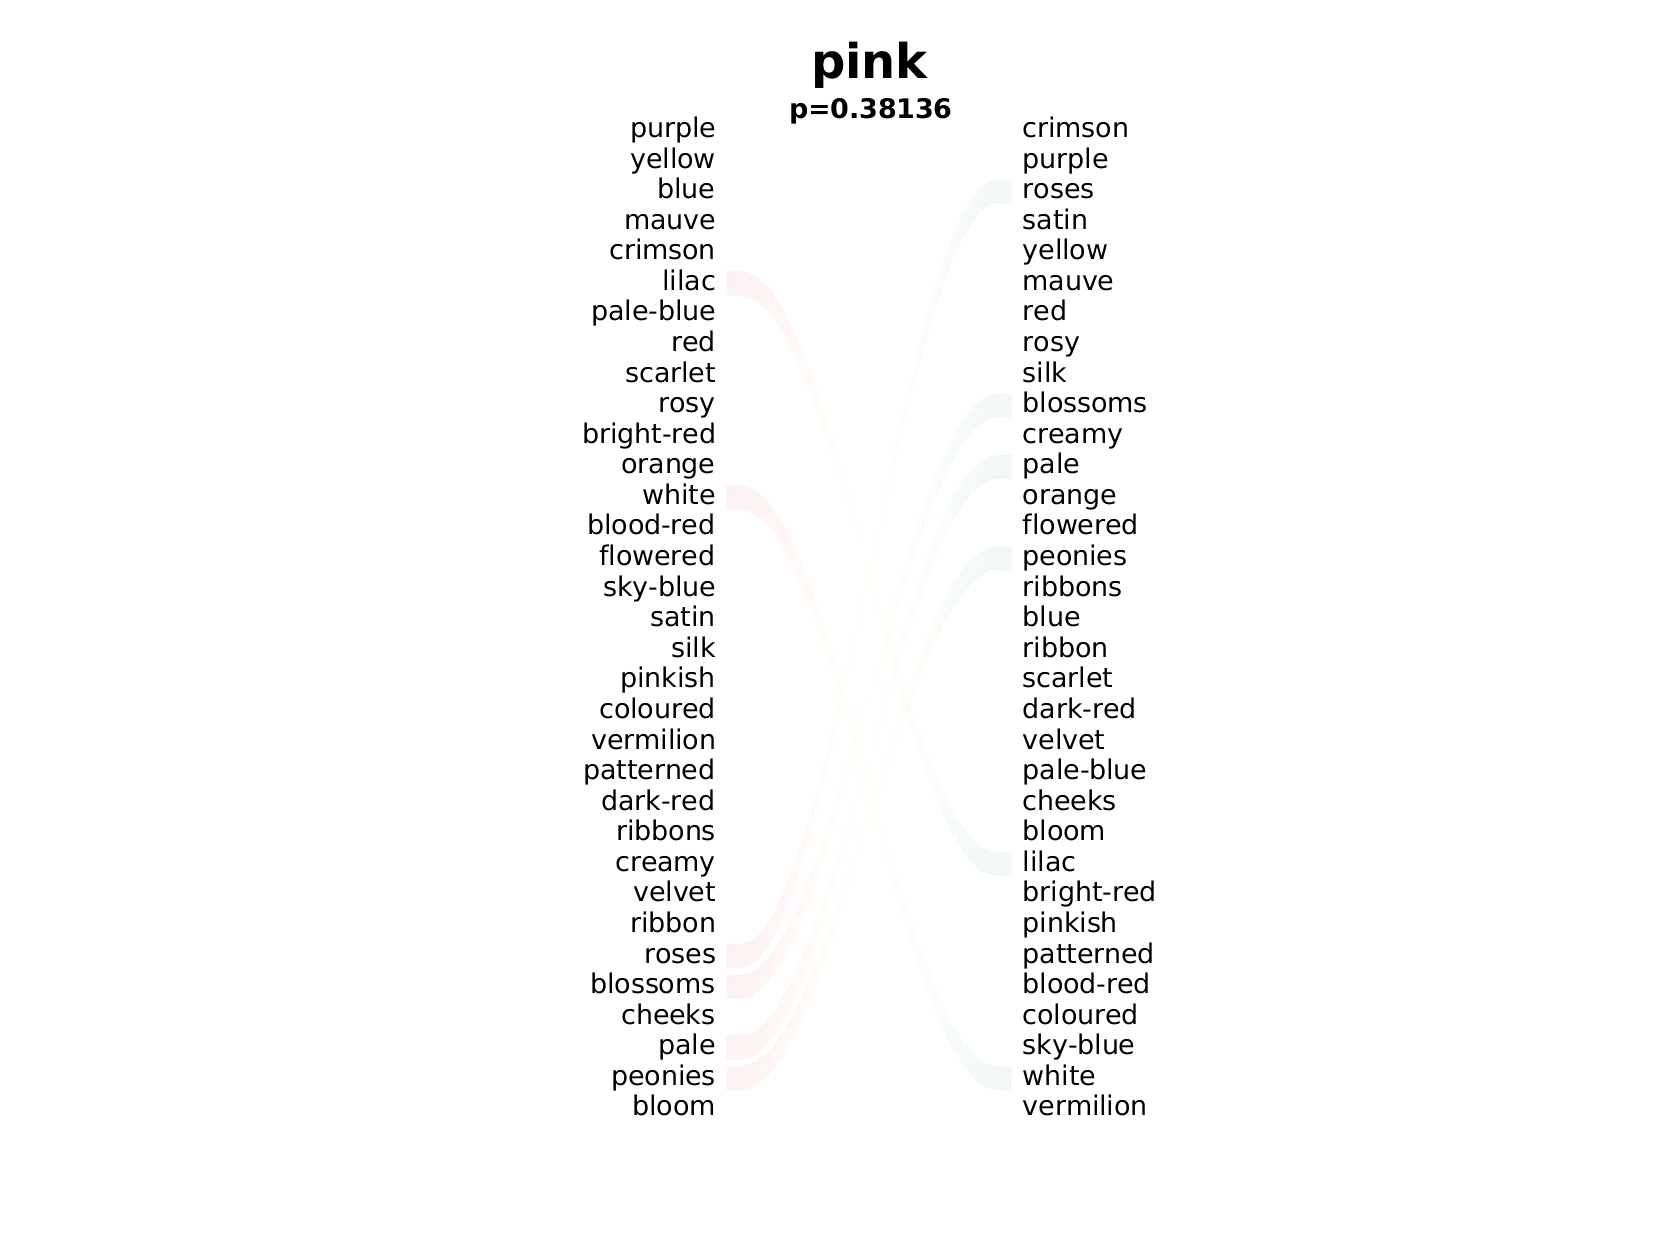 pink
p=0.38136
purple
yellow
blue
mauve
crimson
lilac
pale-blue
red
scarlet
rosy
bright-red
orange
white
blood-red
flowered
sky-blue
satin
silk
pinkish
coloured
vermilion
patterned
dark-red
ribbons
creamy
velvet
ribbon
roses
blossoms
cheeks
pale
peonies
bloom
crimson
purple
roses
satin
yellow
mauve
red
rosy
silk
blossoms
creamy
pale
orange
flowered
peonies
ribbons
blue
ribbon
scarlet
dark-red
velvet
pale-blue
cheeks
bloom
lilac
bright-red
pinkish
patterned
blood-red
coloured
sky-blue
white
vermilion